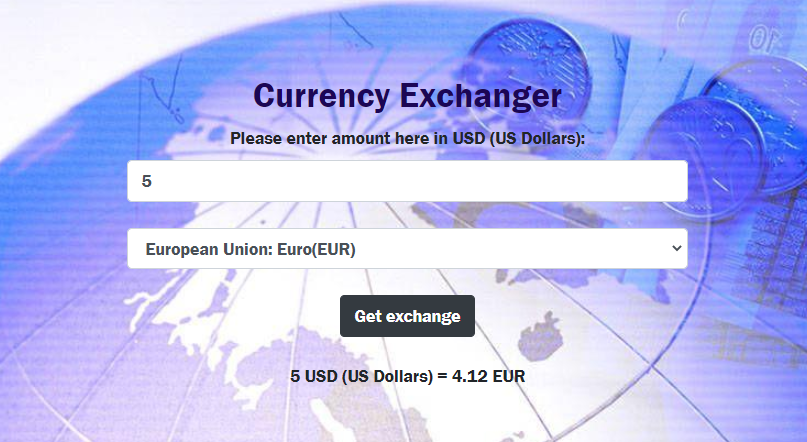 Currency Exchanger
Please enter amount here in USD (US Dollars):
5
European Union: Euro(EUR)
Get exchange
5 USD (US Dollars) = 4.12 EUR